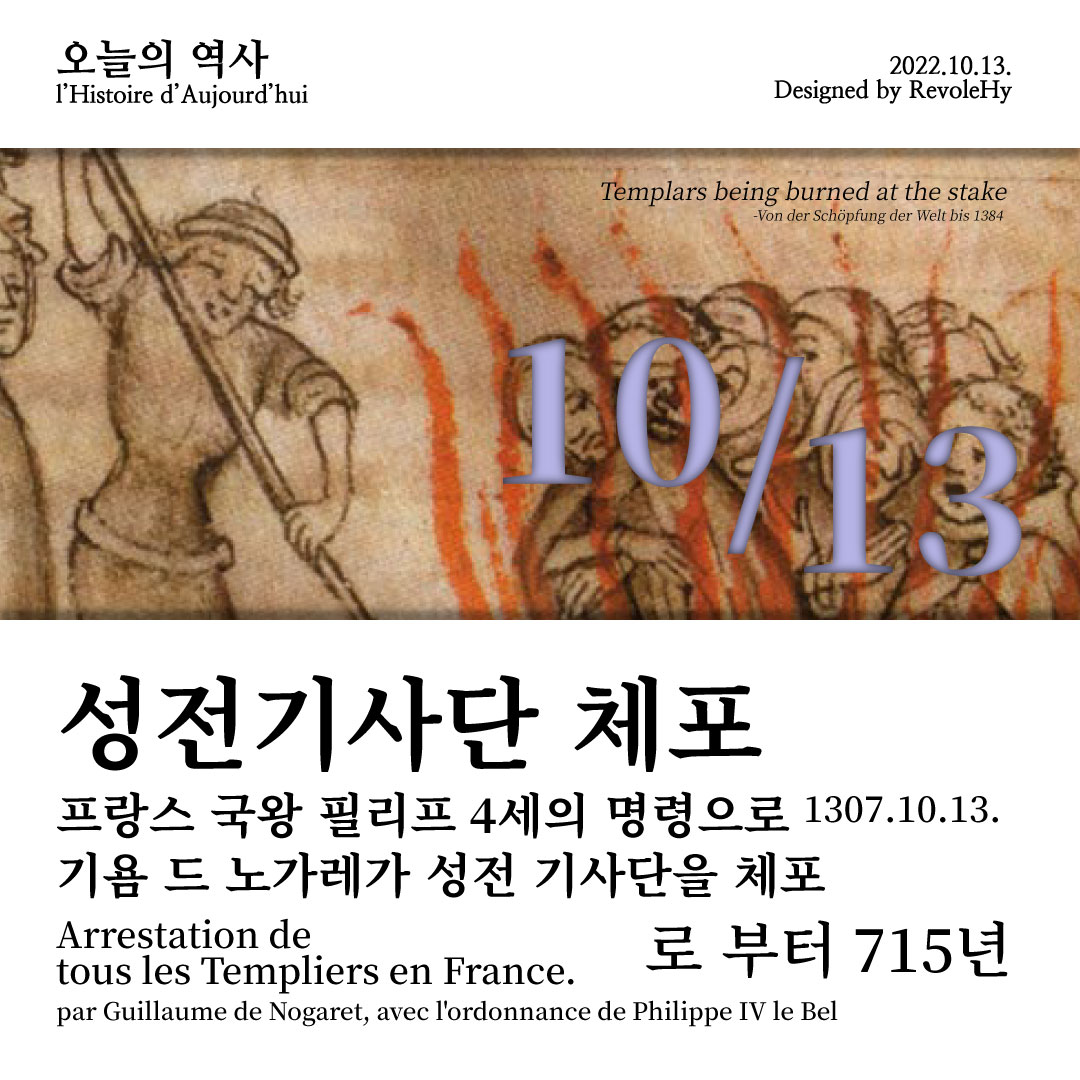 오늘의 역사
l’Histoire d’Aujourd’hui
2022.10.13.
Designed by RevoleHy
Templars being burned at the stake
-Von der Schöpfung der Welt bis 1384
10/13
성전기사단 체포
프랑스 국왕 필리프 4세의 명령으로 1307.10.13.
기욤 드 노가레가 성전 기사단을 체포
Arrestation de
tous les Templiers en France.
로 부터 715년
par Guillaume de Nogaret, avec l'ordonnance de Philippe IV le Bel